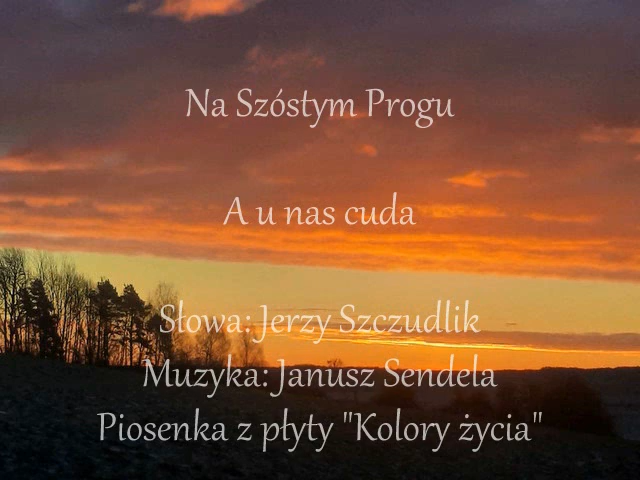 Na Szóstym Progu
A u nas cuda
Słowa: Jerzy Szczudlik
Muzyka: Janusz Sendela
Piosenka z płyty "Kolory życia"